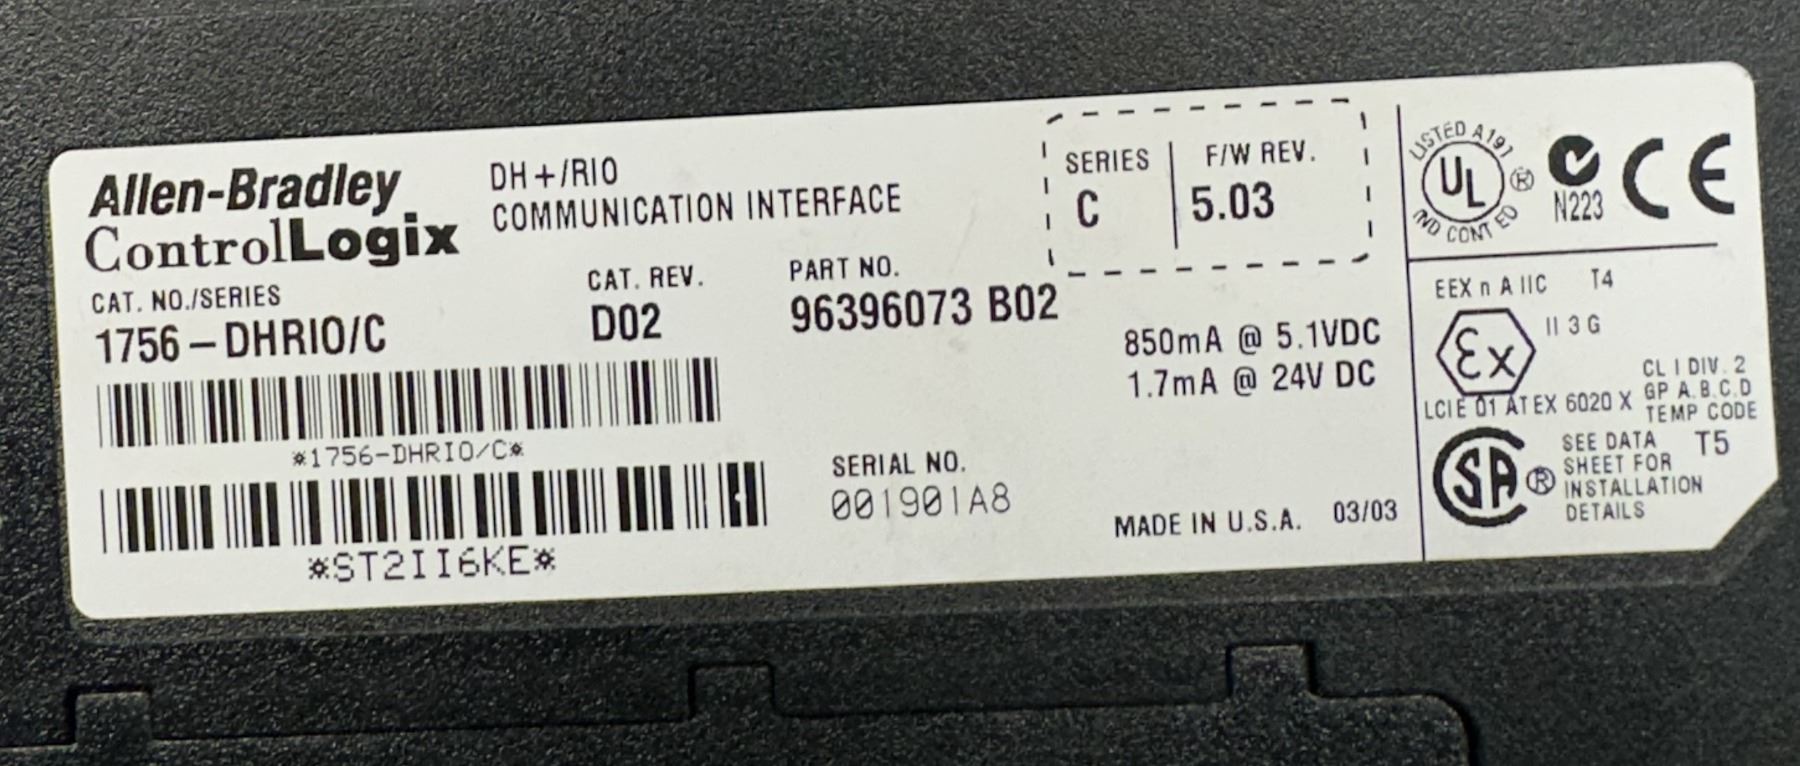 Allen-Bradley
ControlLogix
DH+/RIO
COMMUNICATION INTERFACE
SERIES
C
F/W REV.
5.03
CAT. NO./SERIES
1756-DHRIO/C
CAT. REV.
D02
PART NO.
96396073 B02
850mA @ 5.1VDC
1.7mA @ 24V DC
*1756-DHRIO/C*
*ST2II6KE*
SERIAL NO.
001901A8
MADE IN U.S.A. 03/03
LISTED A197
UL ®
IND CONT EQ
N223
CE
EEX n A IIC T4
Ex
II 3 G
LCIE 01 ATEX 6020 X
CL I DIV. 2
GP A.B.C.D
TEMP CODE
T5
SA ®
SEE DATA
SHEET FOR
INSTALLATION
DETAILS